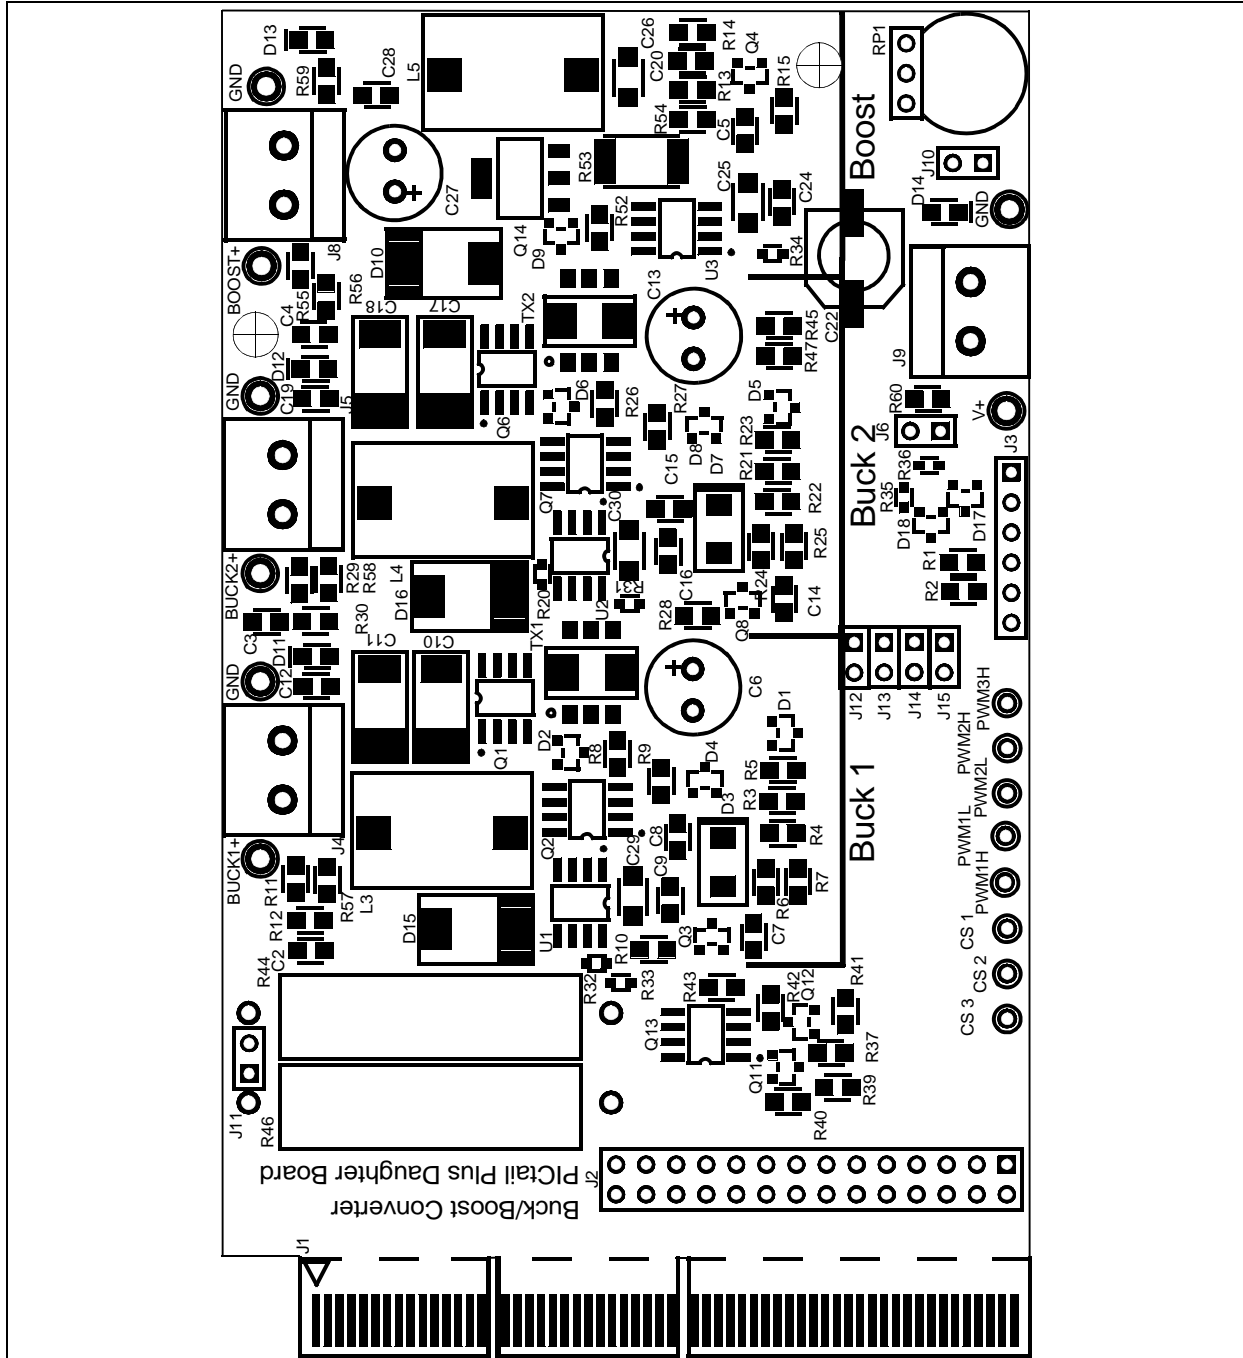 D13
GND
R59
C28
L5
C26
C20
R14
R13
Q4
R15
RP1
R54
C5
Boost
J10
R53
C25
C24
D14
GND
C27
R52
Q14
D9
J8
D10
U3
R34
BOOST+
R55
R56
C4
C18
C17
TX2
C13
C22
R45
R47
J9
D12
GND
C19
J5
D6
R26
R27
D5
R60
V+
Q6
C15
D8
D7
R23
R21
R22
Buck 2
J6
J3
R36
R35
Q7
C30
D18
D17
R25
R24
R1
R2
BUCK2+
R29
R58
L4
D16
R20
U2
R31
C16
C14
C3
R30
R28
Q8
D11
C11
C10
TX1
GND
C12
C6
J12
J13
J14
J15
PWM3H
D1
Q1
D2
R8
R9
D4
R5
PWM2H
PWM2L
D3
R3
R4
Buck 1
PWM1L
J4
Q2
C29
C8
C9
BUCK1+
R11
R57
L3
R7
R6
PWM1H
R12
D15
U1
R10
Q3
C7
CS 1
C2
R44
R32
R33
R43
R42
Q12
R41
CS 2
CS 3
Q13
R37
Q11
R39
J11
R46
R40
J2
PICtail Plus Daughter Board
Buck/Boost Converter
J1